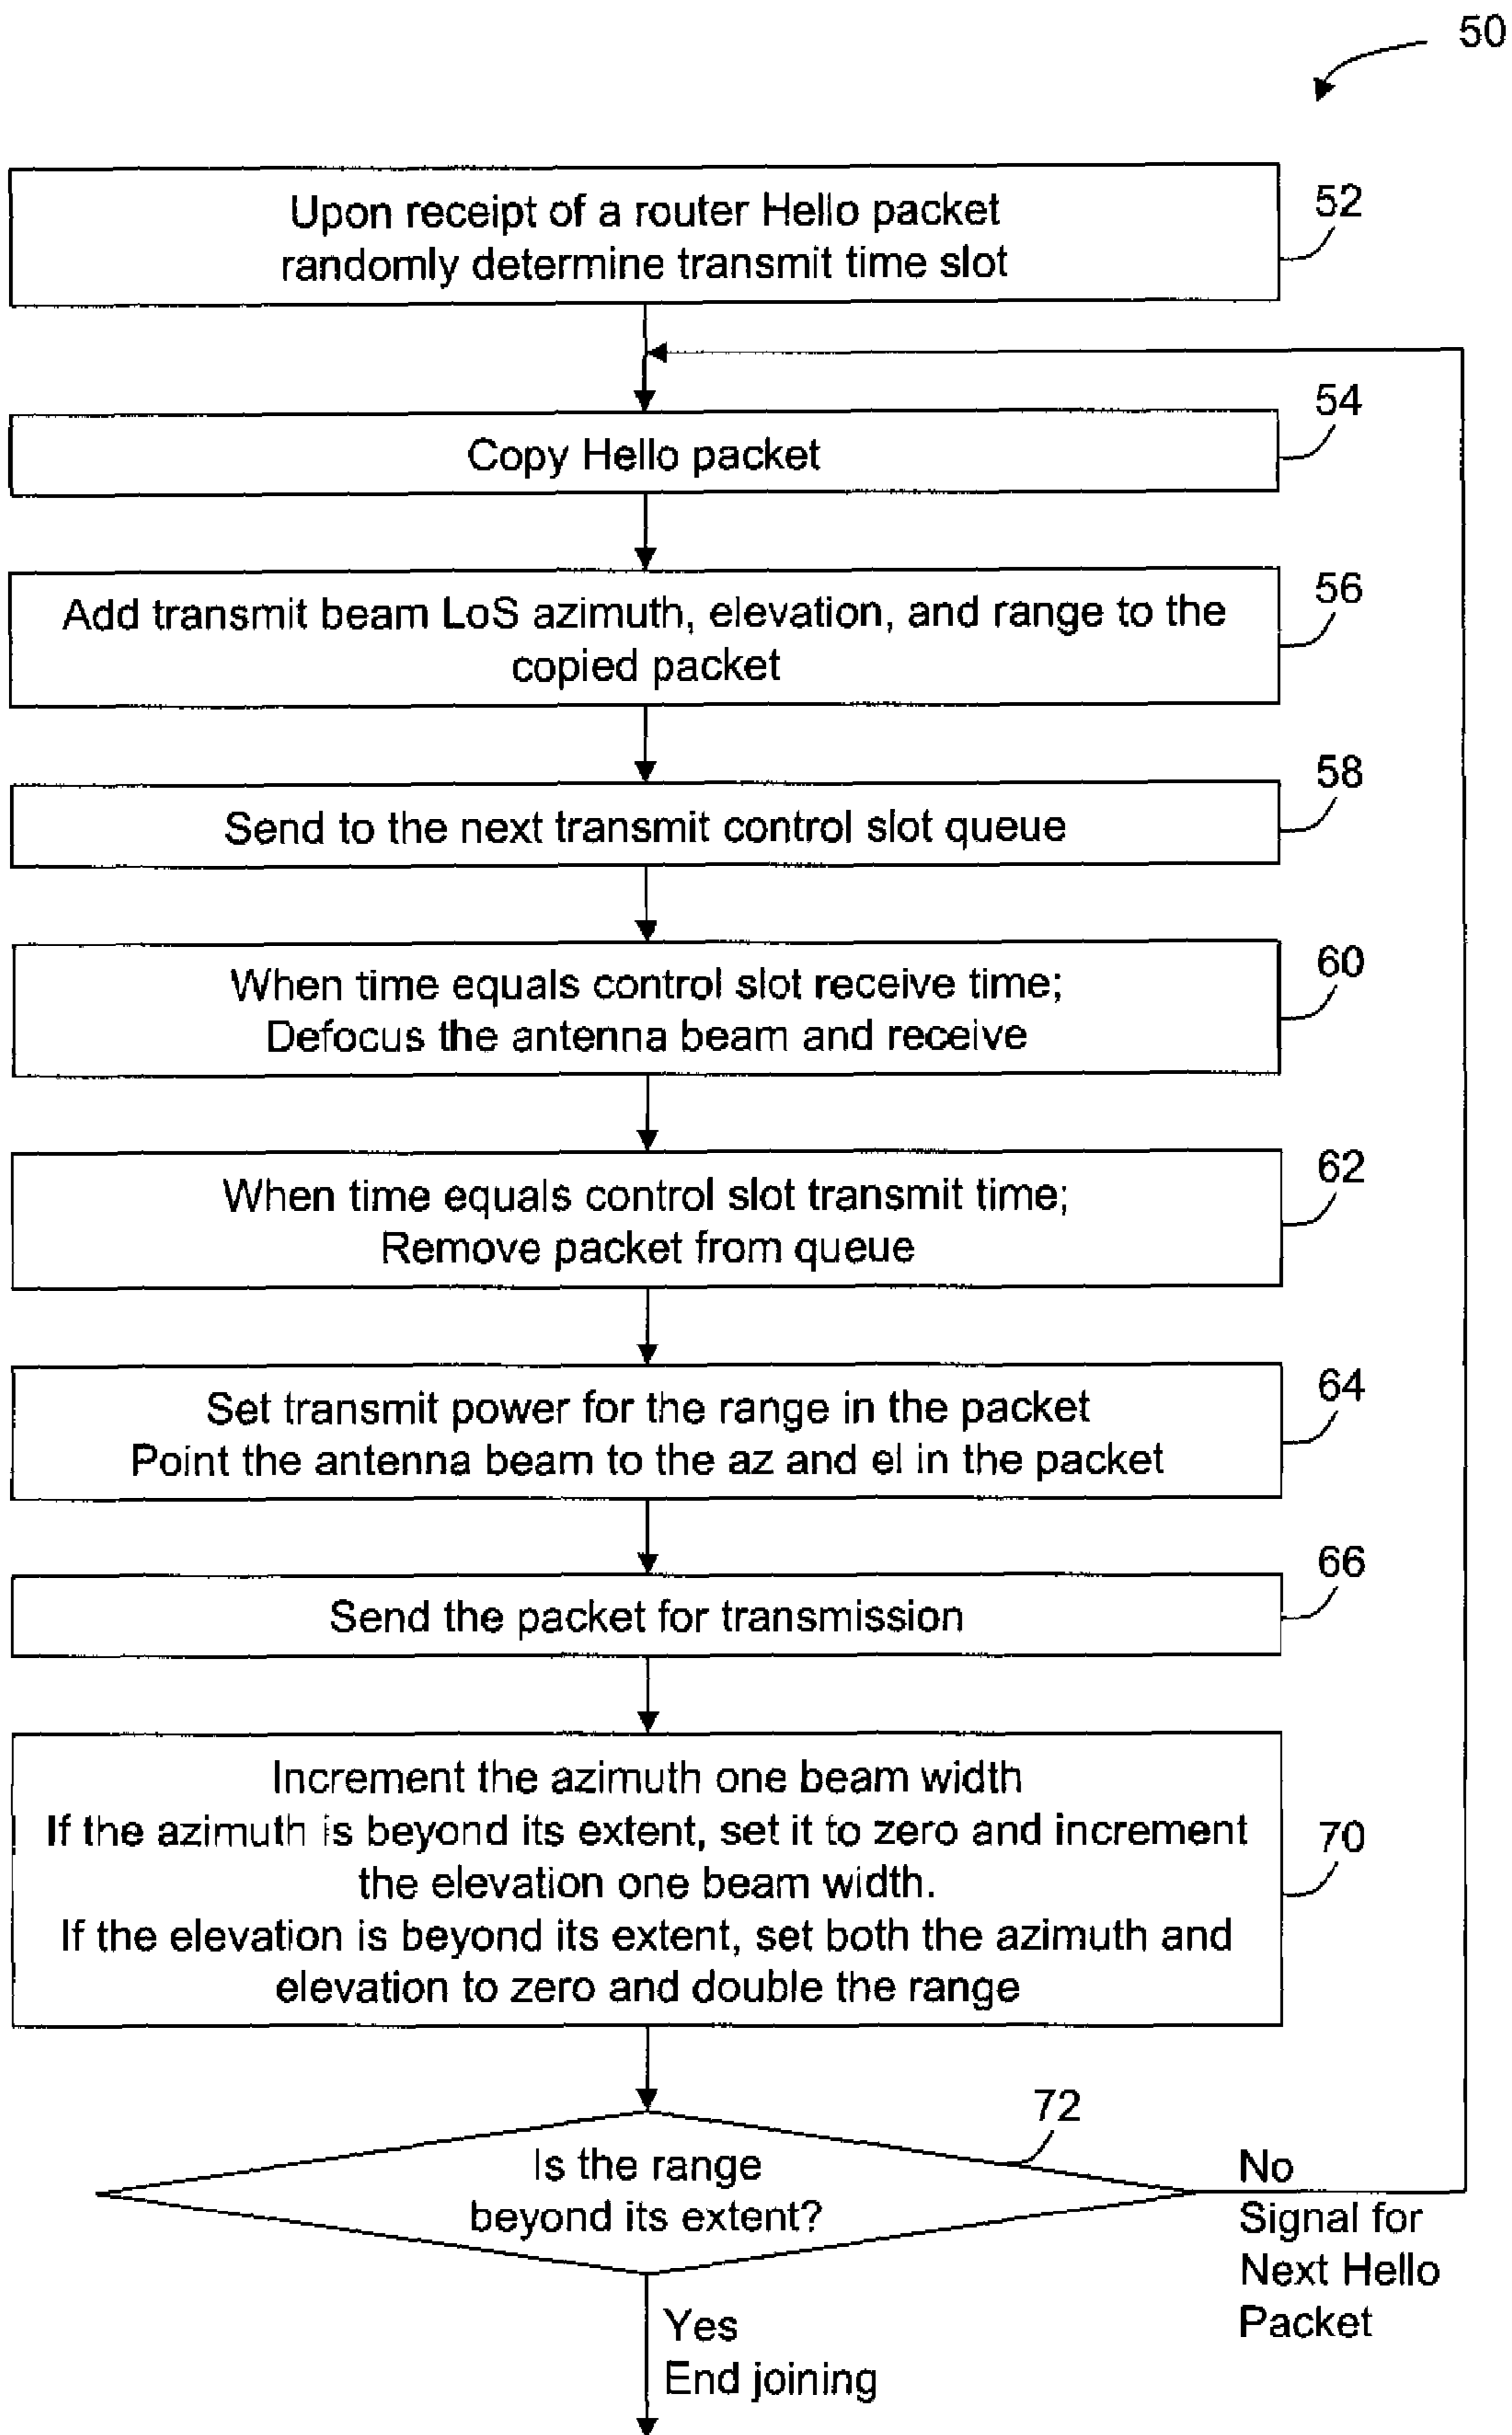 50
Upon receipt of a router Hello packet
randomly determine transmit time slot
52
Copy Hello packet
54
Add transmit beam LoS azimuth, elevation, and range to the
copied packet
56
Send to the next transmit control slot queue
58
When time equals control slot receive time;
Defocus the antenna beam and receive
60
When time equals control slot transmit time;
Remove packet from queue
62
Set transmit power for the range in the packet
Point the antenna beam to the az and el in the packet
64
Send the packet for transmission
66
Increment the azimuth one beam width
If the azimuth is beyond its extent, set it to zero and increment
the elevation one beam width.
If the elevation is beyond its extent, set both the azimuth and
elevation to zero and double the range
70
Is the range
beyond its extent?
72
No
Signal for
Next Hello
Packet
Yes
End joining